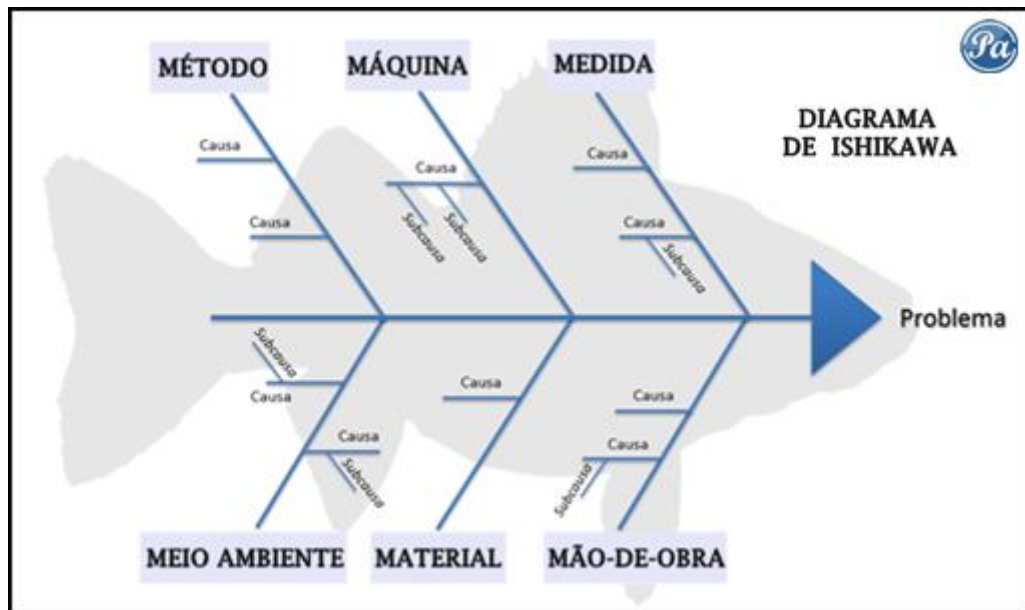 Pa
MÉTODO
MÁQUINA
MEDIDA
DIAGRAMA
DE ISHIKAWA
Causa
Causa
Causa
Subcausa
Subcausa
Causa
Causa
Subcausa
Problema
Subcausa
Causa
Causa
Subcausa
Causa
Causa
Causa
Subcausa
MEIO AMBIENTE
MATERIAL
MÃO-DE-OBRA